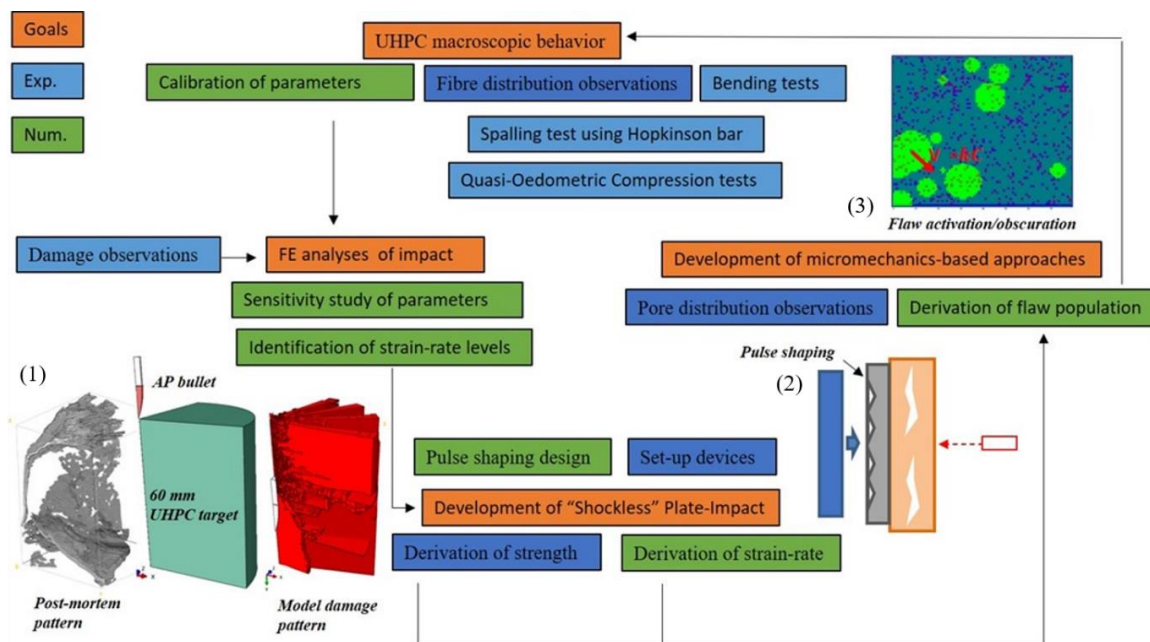 Goals
Exp.
Num.
UHPC macroscopic behavior
Calibration of parameters
Fibre distribution observations
Bending tests
Spalling test using Hopkinson bar
Quasi-Oedometric Compression tests
(3)
Flaw activation/obscuration
Damage observations
FE analyses of impact
Development of micromechanics-based approaches
Sensitivity study of parameters
Pore distribution observations
Derivation of flaw population
Identification of strain-rate levels
(1)
AP bullet
Pulse shaping
(2)
60 mm
UHPC target
Pulse shaping design
Set-up devices
Development of “Shockless” Plate-Impact
Derivation of strength
Derivation of strain-rate
Post-mortem
pattern
Model damage
pattern